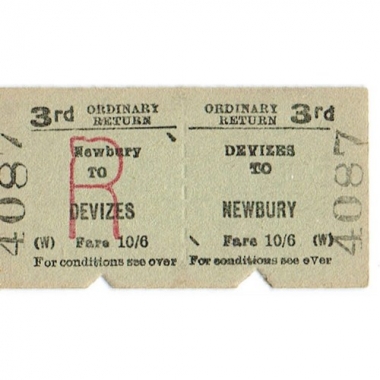 4087
3rd ORDINARY RETURN
Newbury
TO
R
DEVIZES
(W) Fare 10/6
For conditions see over
ORDINARY RETURN 3rd
DEVIZES
TO
NEWBURY
Fare 10/6 (W)
For conditions see over
4087